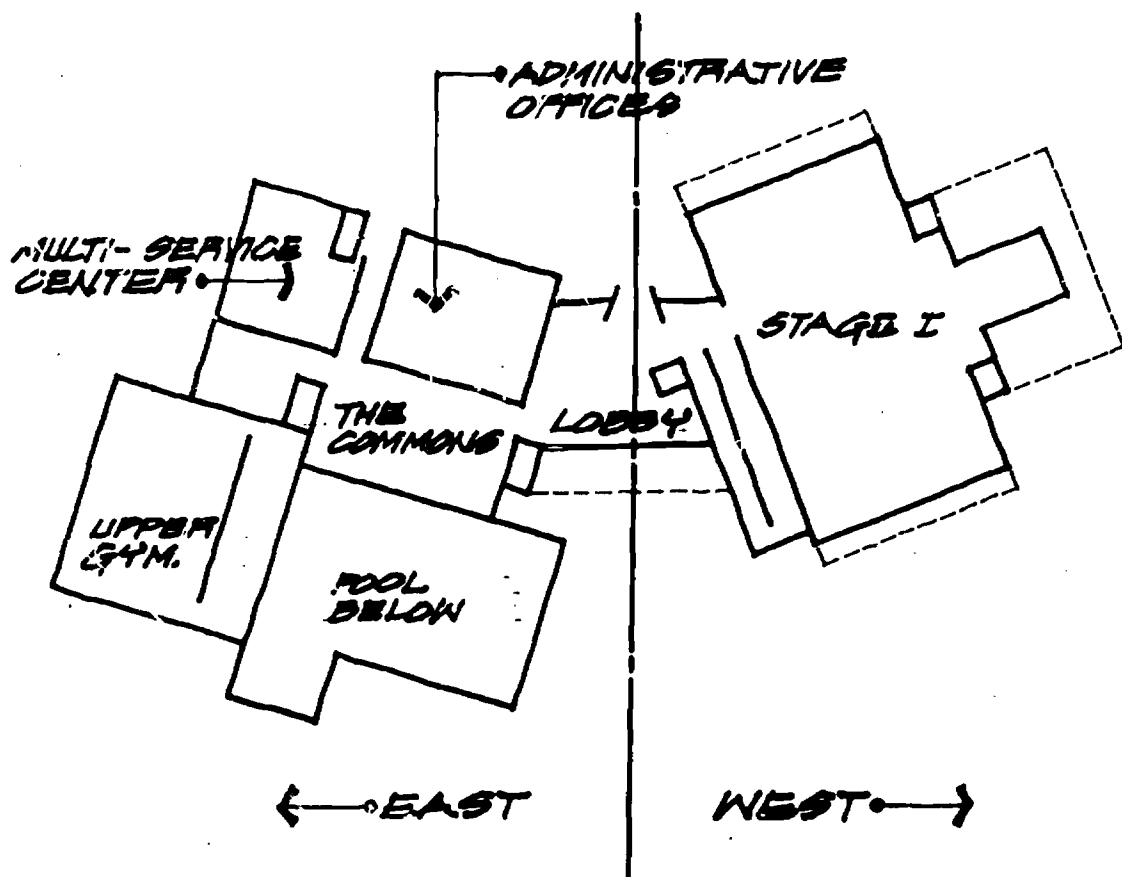 ADMINISTRATIVE
OFFICES
MULTI-SERVICE
CENTER
STAGE I
THE
COMMONS
LOBBY
UPPER
GYM.
POOL
BELOW
EAST
WEST